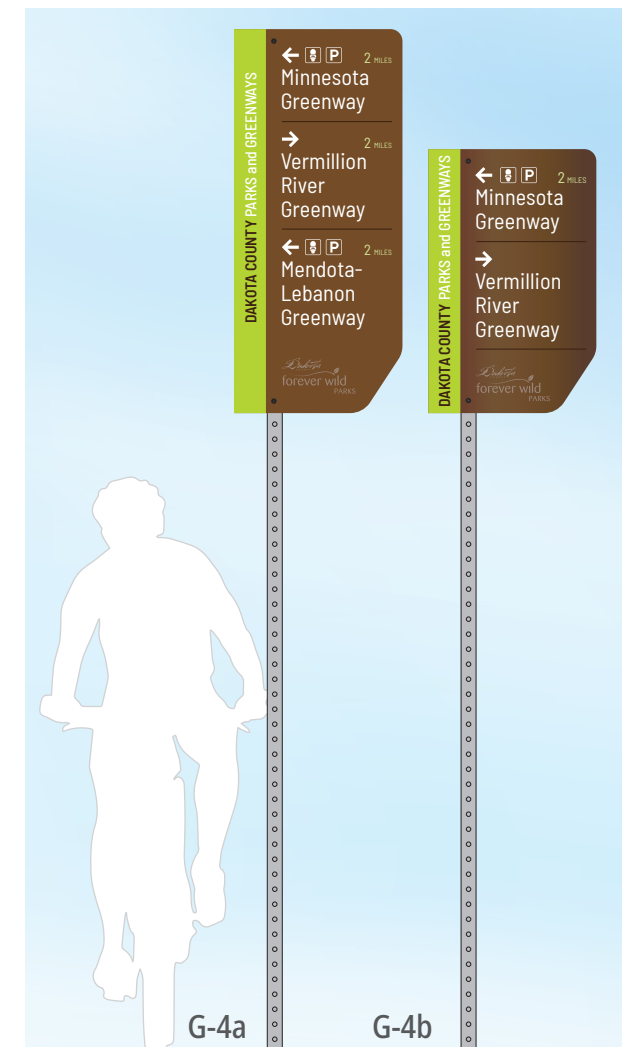 DAKOTA COUNTY PARKS and GREENWAYS
P 2 MILES
Minnesota
Greenway
2 MILES
Vermillion
River
Greenway
P 2 MILES
Mendota-
Lebanon
Greenway
Dakota
forever wild
PARKS
G-4a
DAKOTA COUNTY PARKS and GREENWAYS
P 2 MILES
Minnesota
Greenway
Vermillion
River
Greenway
Dakota
forever wild
PARKS
G-4b